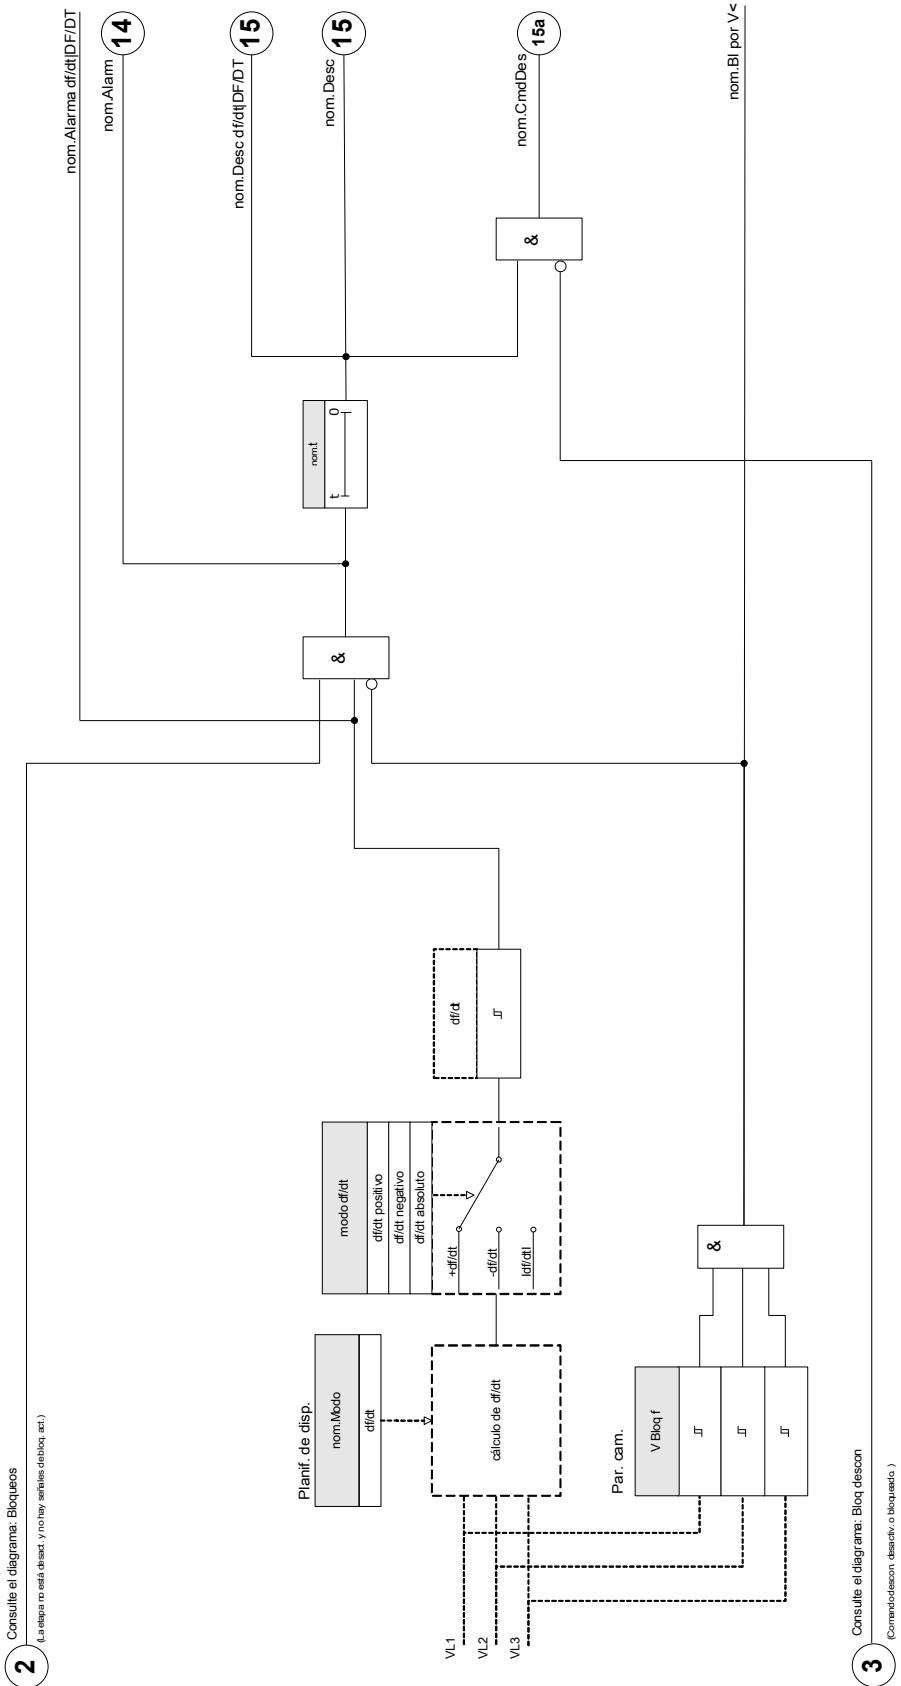 2
Consulte el diagrama: Bloqueos
(La etapa no está desact. y no hay señales de bloq. act.)
nom.Alarma df/dt|DF/DT
14
nom.Alarm
15
nom.Desc df/dt|DF/DT
15
nom.Desc
15a
nom.CmdDes
nom.Bl por V<
Planif. de disp.
nom.Modo
df/dt
modo df/dt
df/dt positivo
df/dt negativo
df/dt absoluto
+df/dt
-df/dt
|df/dt|
cálculo de df/dt
df/dt
VL1
VL2
VL3
&
nom.t
t
0
&
Par. cam.
V Bloq f
&
3
Consulte el diagrama: Bloq descon
(Comando descon. desactiv. o bloqueado. )